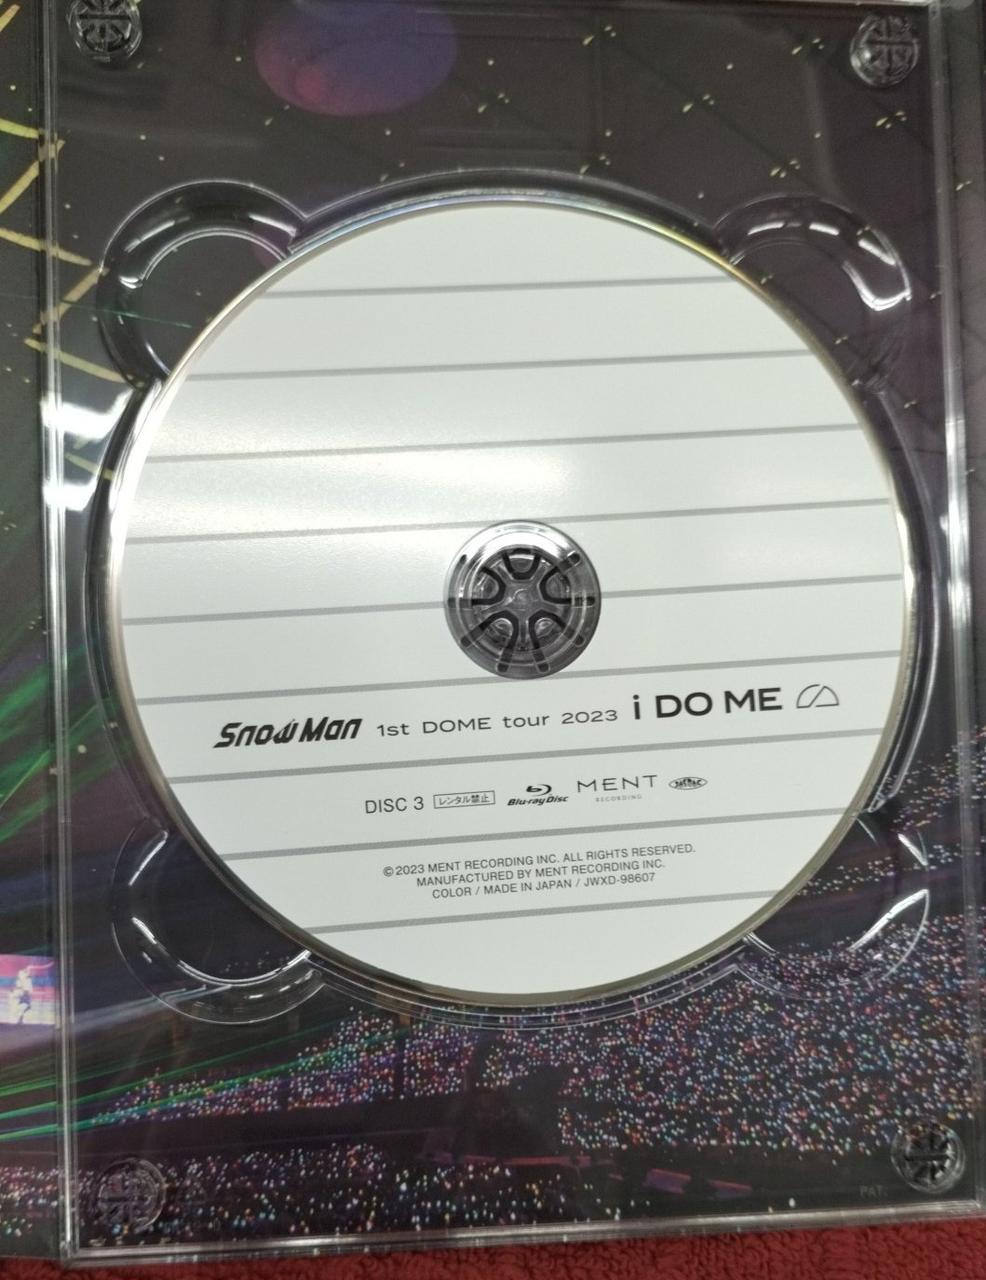 Snow Man 1st DOME tour 2023 i DO ME
DISC 3 レンタル禁止 Blu-ray Disc MENT RECORDING JASRAC
©2023 MENT RECORDING INC. ALL RIGHTS RESERVED.
MANUFACTURED BY MENT RECORDING INC.
COLOR / MADE IN JAPAN / JWXD-98607
PAT.